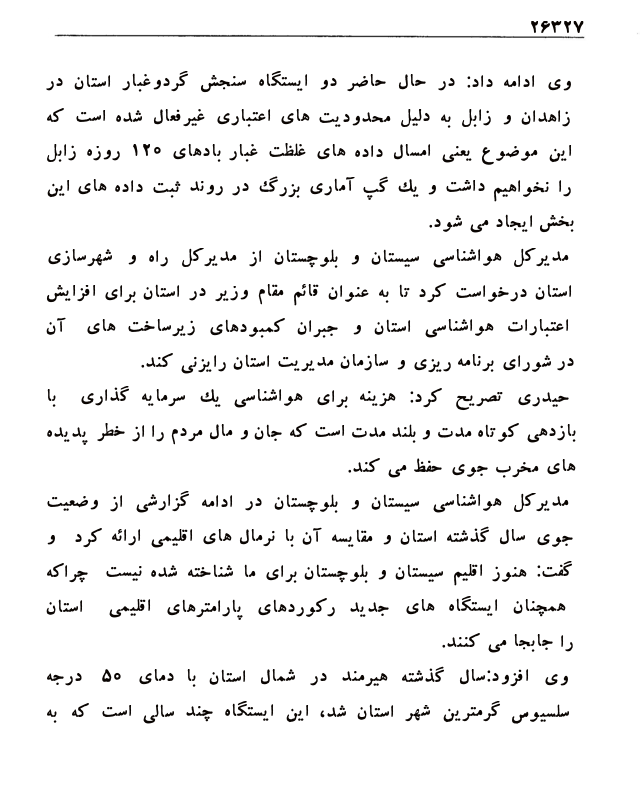 ۲۶۳۲۷
وی ادامه داد: در حال حاضر دو ایستگاه سنجش گردوغبار استان در
زاهدان و زابل به دلیل محدودیت های اعتباری غیرفعال شده است که
این موضوع یعنی امسال داده های غلظت غبار بادهای ۱۲۰ روزه زابل
را نخواهیم داشت و یك گپ آماری بزرگ در روند ثبت داده های این
بخش ایجاد می شود.
مدیرکل هواشناسی سیستان و بلوچستان از مدیرکل راه و شهرسازی
استان درخواست کرد تا به عنوان قائم مقام وزیر در استان برای افزایش
اعتبارات هواشناسی استان و جبران کمبودهای زیرساخت های آن
در شورای برنامه ریزی و سازمان مدیریت استان رایزنی کند.
حیدری تصریح کرد: هزینه برای هواشناسی یك سرمایه گذاری با
بازدهی کوتاه مدت و بلند مدت است که جان و مال مردم را از خطر پدیده
های مخرب جوی حفظ می کند.
مدیرکل هواشناسی سیستان و بلوچستان در ادامه گزارشی از وضعیت
جوی سال گذشته استان و مقایسه آن با نرمال های اقلیمی ارائه کرد و
گفت: هنوز اقلیم سیستان و بلوچستان برای ما شناخته شده نیست چراکه
همچنان ایستگاه های جدید رکوردهای پارامترهای اقلیمی استان
را جابجا می کنند.
وی افزود:سال گذشته هیرمند در شمال استان با دمای ۵۰ درجه
سلسیوس گرمترین شهر استان شد، این ایستگاه چند سالی است که به